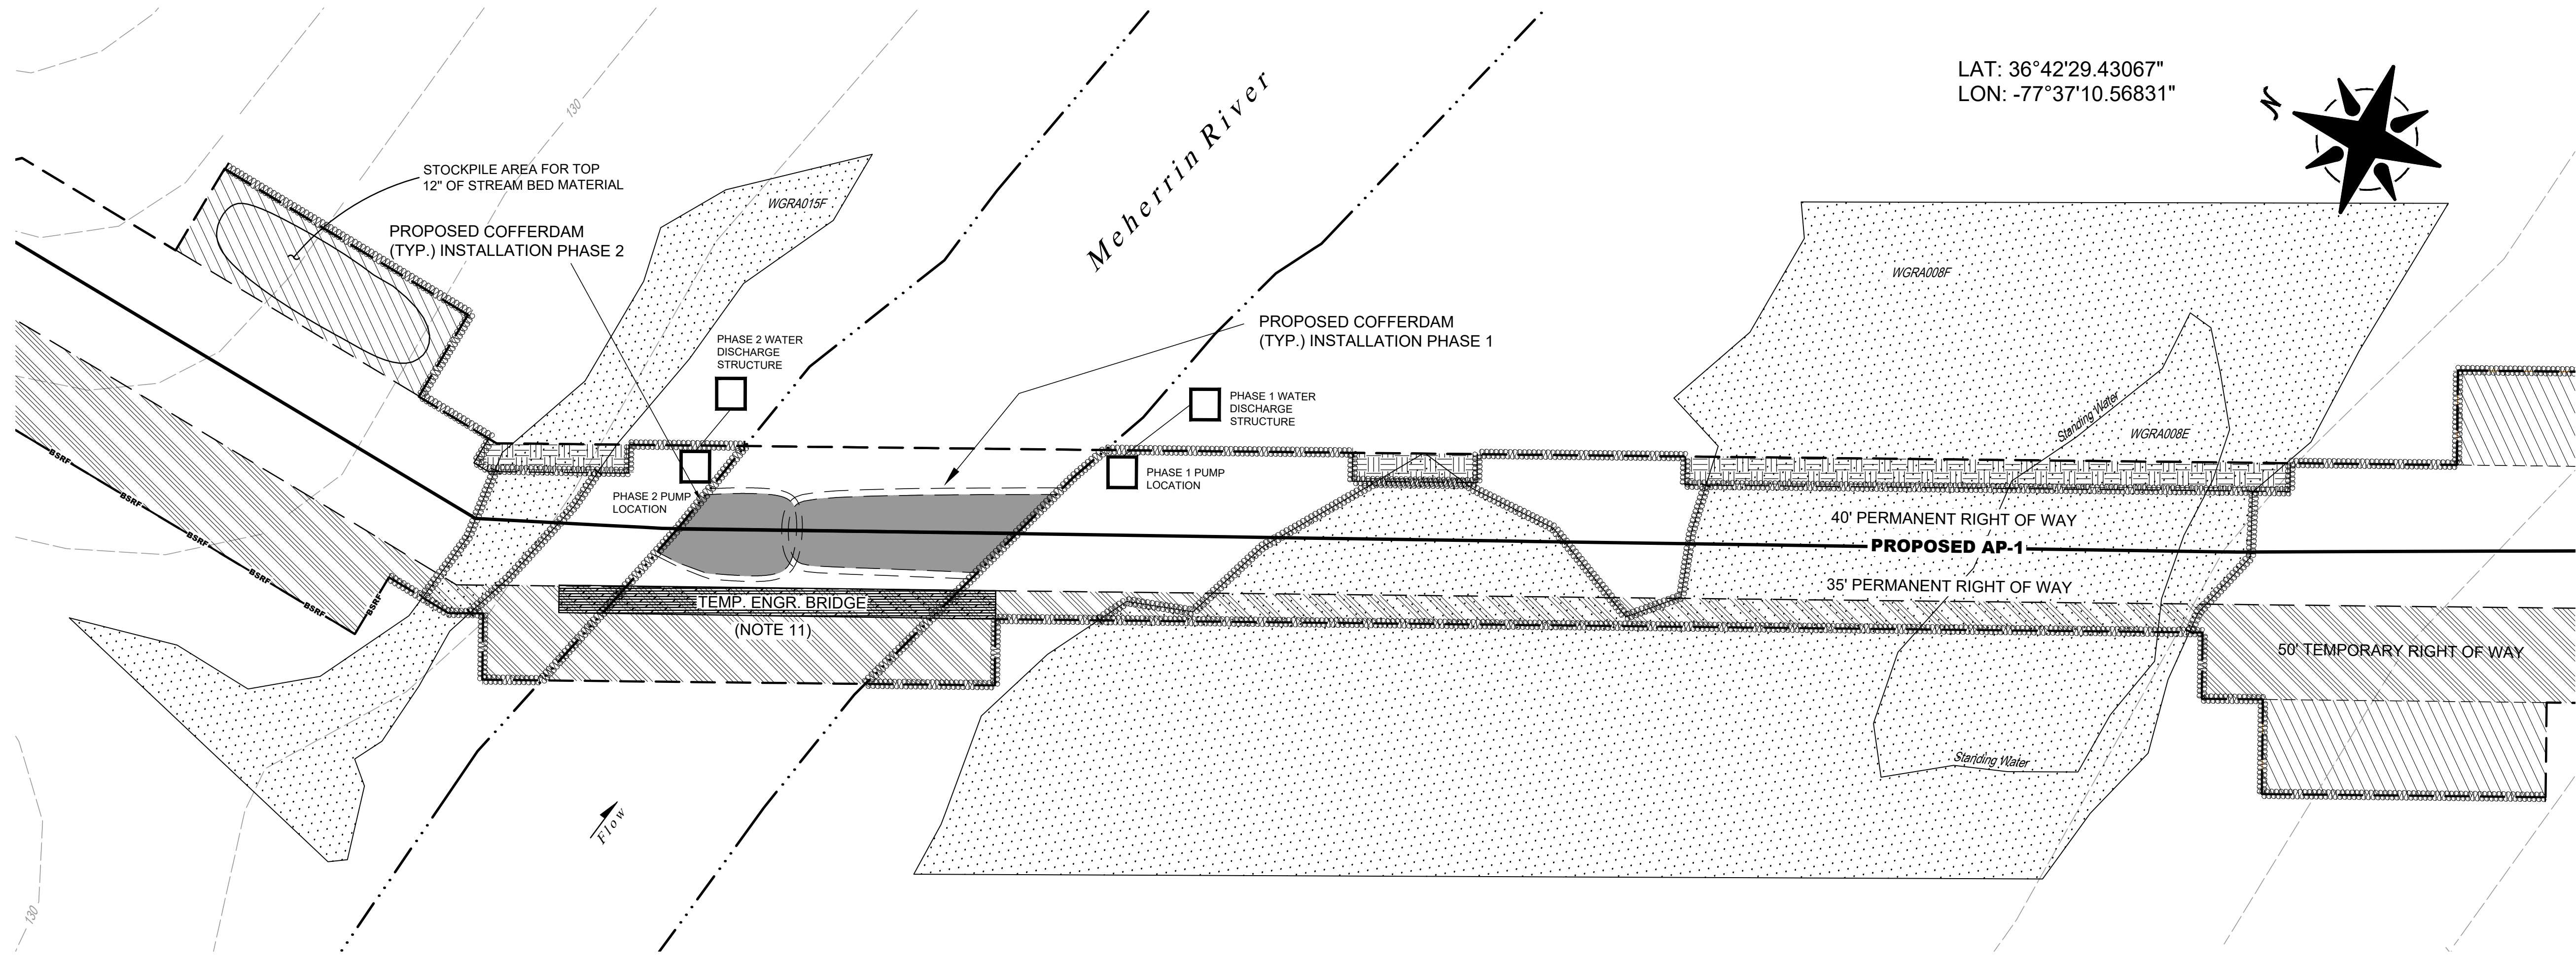 LAT: 36°42'29.43067"
LON: -77°37'10.56831"
N
130
STOCKPILE AREA FOR TOP
12" OF STREAM BED MATERIAL
WGRA015F
PROPOSED COFFERDAM
(TYP.) INSTALLATION PHASE 2
Meherrin River
PHASE 2 WATER
DISCHARGE
STRUCTURE
PROPOSED COFFERDAM
(TYP.) INSTALLATION PHASE 1
PHASE 1 WATER
DISCHARGE
STRUCTURE
PHASE 1 PUMP
LOCATION
PHASE 2 PUMP
LOCATION
WGRA008F
Standing Water
WGRA008E
BSRF
BSRF
BSRF
BSRF
BSRF
BSRF
40' PERMANENT RIGHT OF WAY
PROPOSED AP-1
35' PERMANENT RIGHT OF WAY
TEMP. ENGR. BRIDGE
(NOTE 11)
50' TEMPORARY RIGHT OF WAY
Standing Water
Flow
130